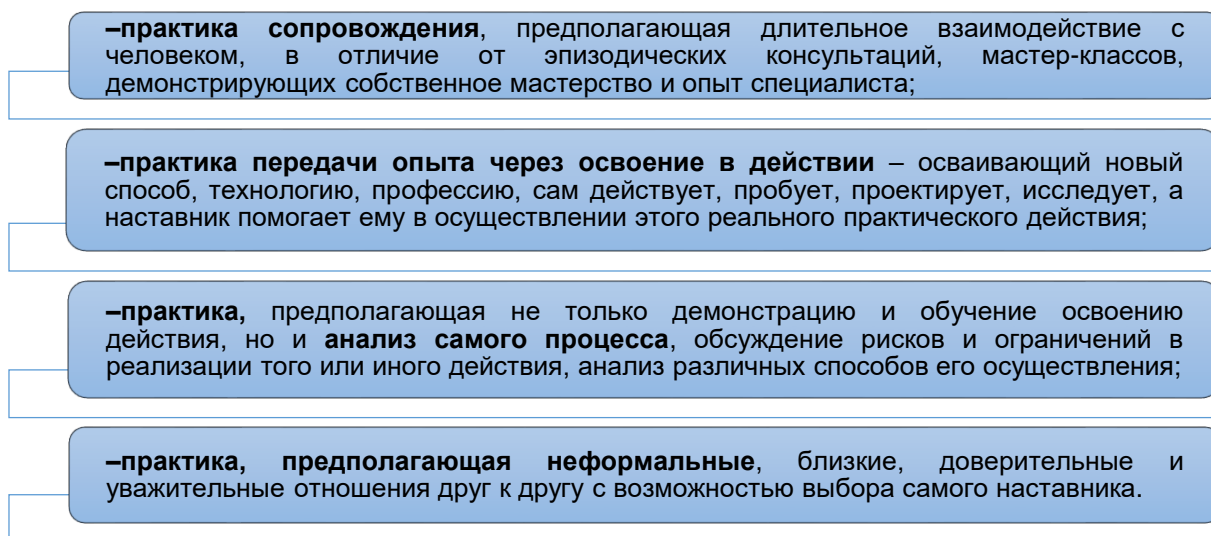 –практика сопровождения, предполагающая длительное взаимодействие с
человеком, в отличие от эпизодических консультаций, мастер-классов,
демонстрирующих собственное мастерство и опыт специалиста;
–практика передачи опыта через освоение в действии – осваивающий новый
способ, технологию, профессию, сам действует, пробует, проектирует, исследует, а
наставник помогает ему в осуществлении этого реального практического действия;
–практика, предполагающая не только демонстрацию и обучение освоению
действия, но и анализ самого процесса, обсуждение рисков и ограничений в
реализации того или иного действия, анализ различных способов его осуществления;
–практика, предполагающая неформальные, близкие, доверительные и
уважительные отношения друг к другу с возможностью выбора самого наставника.